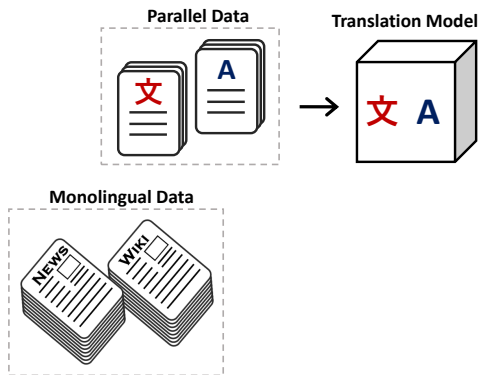 Parallel Data
Translation Model
文
A
文 A
Monolingual Data
NEWS
WIKI